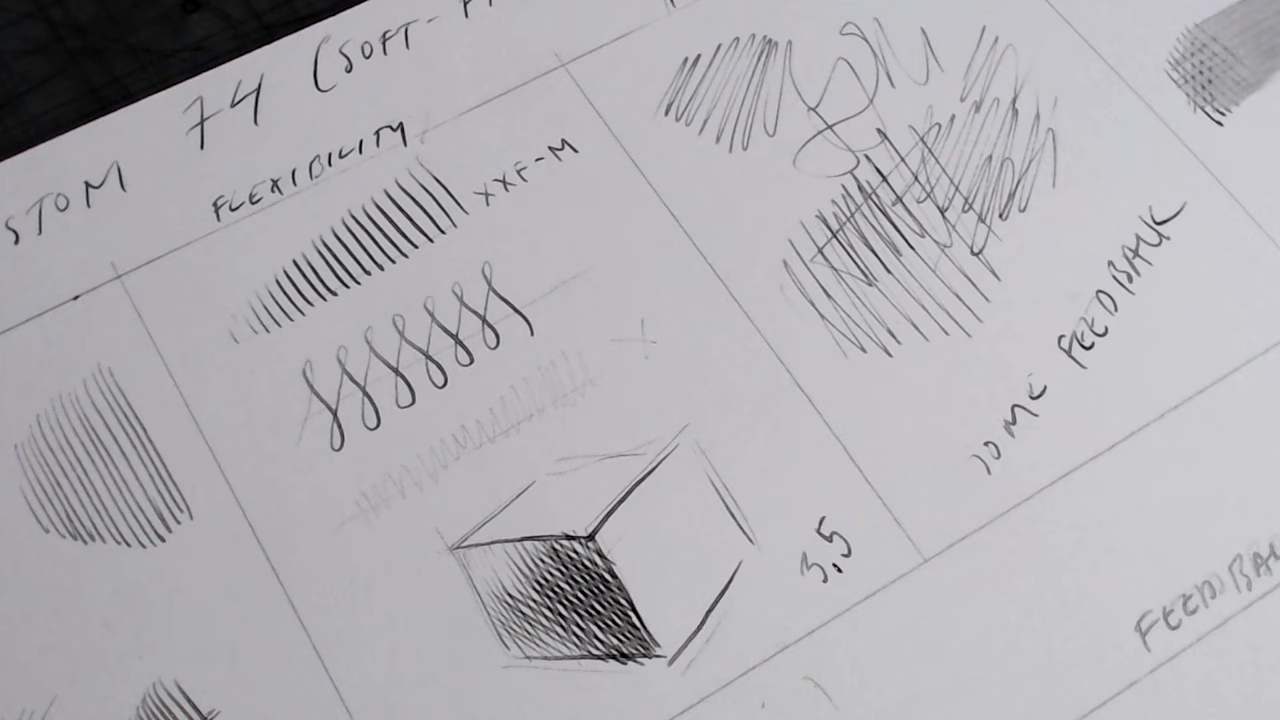 STOM 74 (SOFT-
FLEXIBILITY
XXF-M
3.5
SOME FEEDBACK
FEEDBA